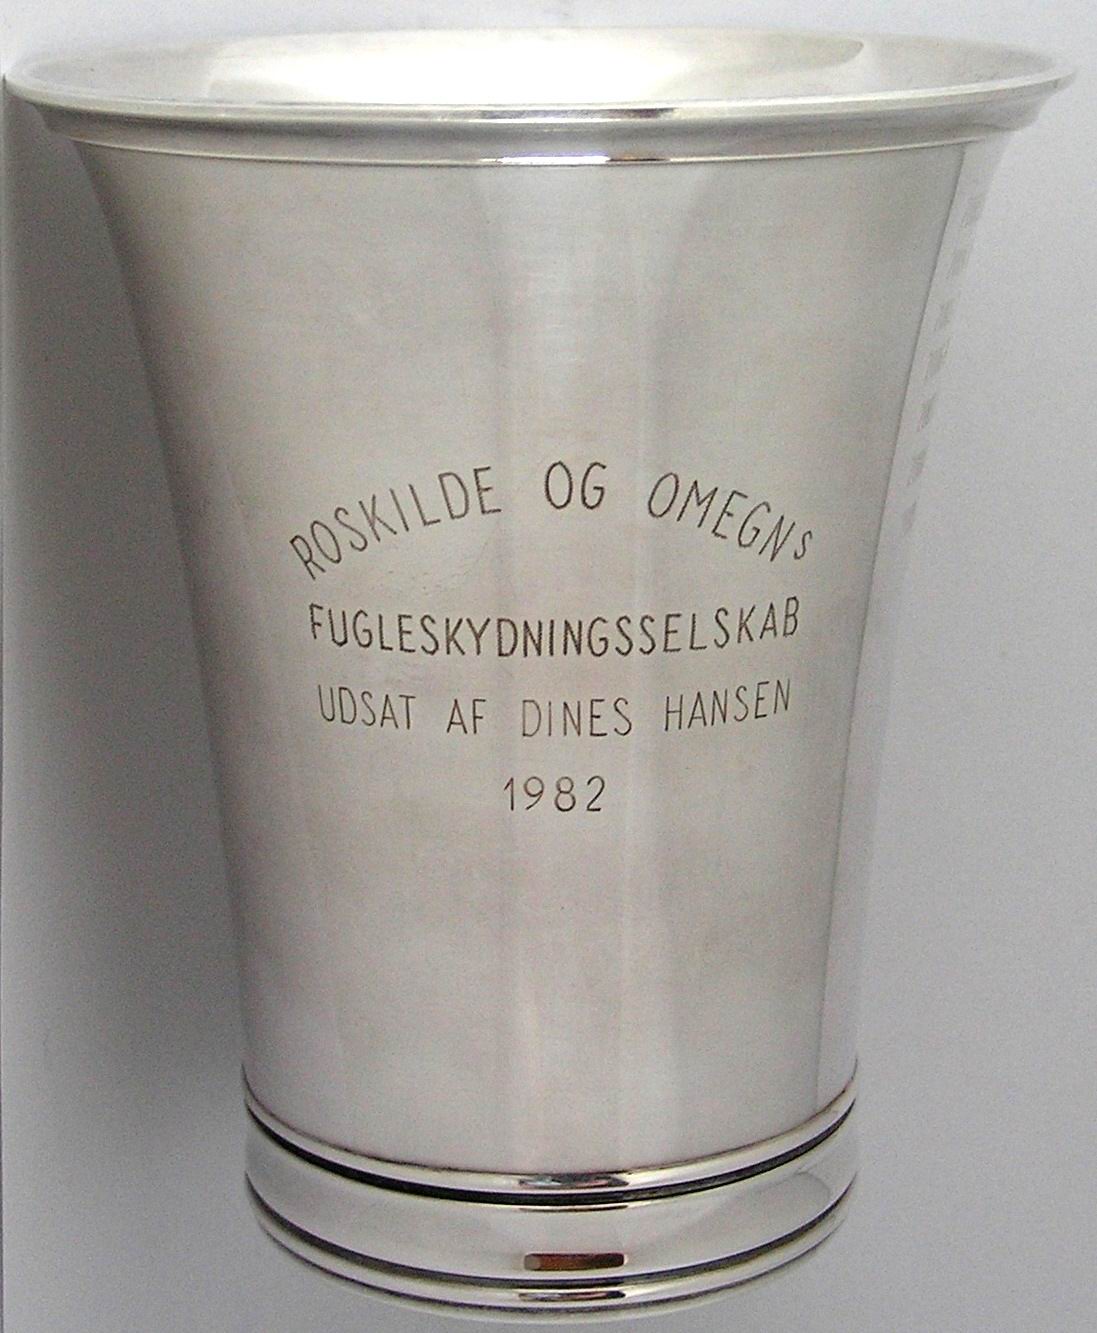 ROSKILDE OG OMEGNs
FUGLESKYDNINGSSELSKAB
UDSAT AF DINES HANSEN
1982